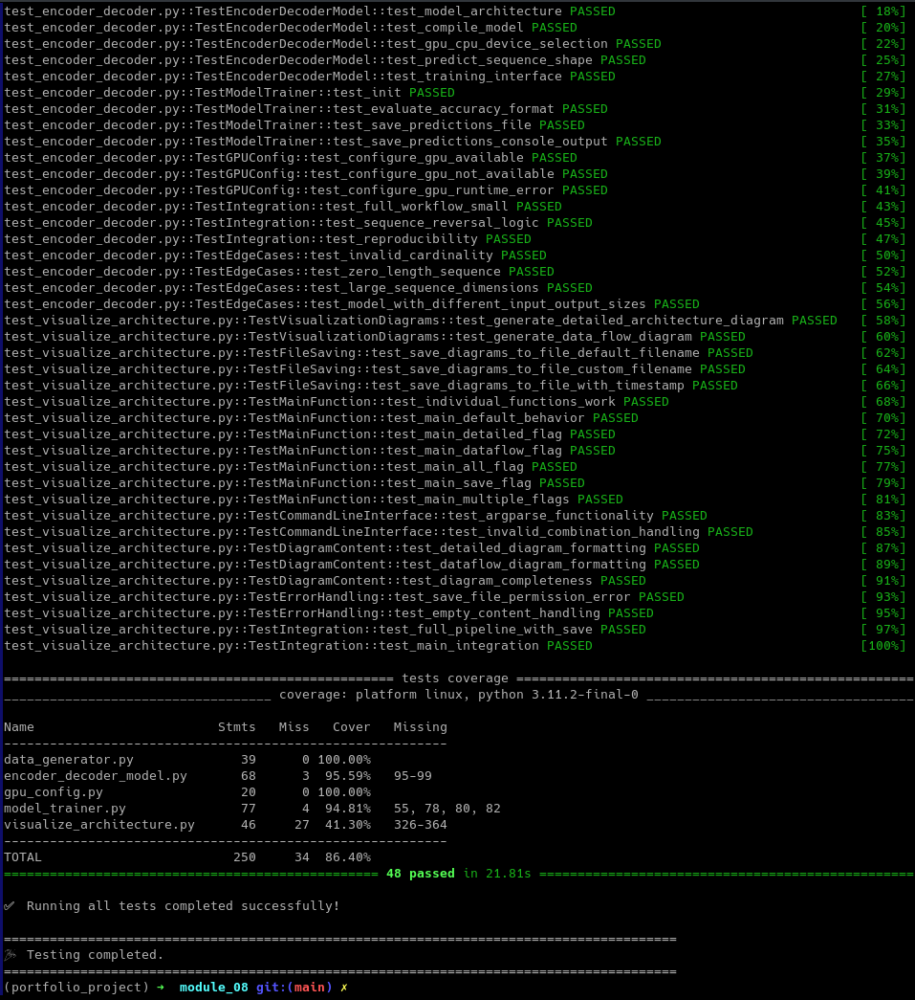 test_encoder_decoder.py::TestEncoderDecoderModel::test_model_architecture PASSED [ 18%]
test_encoder_decoder.py::TestEncoderDecoderModel::test_compile_model PASSED [ 20%]
test_encoder_decoder.py::TestEncoderDecoderModel::test_gpu_cpu_device_selection PASSED [ 22%]
test_encoder_decoder.py::TestEncoderDecoderModel::test_predict_sequence_shape PASSED [ 25%]
test_encoder_decoder.py::TestEncoderDecoderModel::test_training_interface PASSED [ 27%]
test_encoder_decoder.py::TestModelTrainer::test_init PASSED [ 29%]
test_encoder_decoder.py::TestModelTrainer::test_evaluate_accuracy_format PASSED [ 31%]
test_encoder_decoder.py::TestModelTrainer::test_save_predictions_file PASSED [ 33%]
test_encoder_decoder.py::TestModelTrainer::test_save_predictions_console_output PASSED [ 35%]
test_encoder_decoder.py::TestGPUConfig::test_configure_gpu_available PASSED [ 37%]
test_encoder_decoder.py::TestGPUConfig::test_configure_gpu_not_available PASSED [ 39%]
test_encoder_decoder.py::TestGPUConfig::test_configure_gpu_runtime_error PASSED [ 41%]
test_encoder_decoder.py::TestIntegration::test_full_workflow_small PASSED [ 43%]
test_encoder_decoder.py::TestIntegration::test_sequence_reversal_logic PASSED [ 45%]
test_encoder_decoder.py::TestIntegration::test_reproducibility PASSED [ 47%]
test_encoder_decoder.py::TestEdgeCases::test_invalid_cardinality PASSED [ 50%]
test_encoder_decoder.py::TestEdgeCases::test_zero_length_sequence PASSED [ 52%]
test_encoder_decoder.py::TestEdgeCases::test_large_sequence_dimensions PASSED [ 54%]
test_encoder_decoder.py::TestEdgeCases::test_model_with_different_input_output_sizes PASSED [ 56%]
test_visualize_architecture.py::TestVisualizationDiagrams::test_generate_detailed_architecture_diagram PASSED [ 58%]
test_visualize_architecture.py::TestVisualizationDiagrams::test_generate_data_flow_diagram PASSED [ 60%]
test_visualize_architecture.py::TestFileSaving::test_save_diagrams_to_file_default_filename PASSED [ 62%]
test_visualize_architecture.py::TestFileSaving::test_save_diagrams_to_file_custom_filename PASSED [ 64%]
test_visualize_architecture.py::TestFileSaving::test_save_diagrams_to_file_with_timestamp PASSED [ 66%]
test_visualize_architecture.py::TestMainFunction::test_individual_functions_work PASSED [ 68%]
test_visualize_architecture.py::TestMainFunction::test_main_default_behavior PASSED [ 70%]
test_visualize_architecture.py::TestMainFunction::test_main_detailed_flag PASSED [ 72%]
test_visualize_architecture.py::TestMainFunction::test_main_dataflow_flag PASSED [ 75%]
test_visualize_architecture.py::TestMainFunction::test_main_all_flag PASSED [ 77%]
test_visualize_architecture.py::TestMainFunction::test_main_save_flag PASSED [ 79%]
test_visualize_architecture.py::TestMainFunction::test_main_multiple_flags PASSED [ 81%]
test_visualize_architecture.py::TestCommandLineInterface::test_argparse_functionality PASSED [ 83%]
test_visualize_architecture.py::TestCommandLineInterface::test_invalid_combination_handling PASSED [ 85%]
test_visualize_architecture.py::TestDiagramContent::test_detailed_diagram_formatting PASSED [ 87%]
test_visualize_architecture.py::TestDiagramContent::test_dataflow_diagram_formatting PASSED [ 89%]
test_visualize_architecture.py::TestDiagramContent::test_diagram_completeness PASSED [ 91%]
test_visualize_architecture.py::TestErrorHandling::test_save_file_permission_error PASSED [ 93%]
test_visualize_architecture.py::TestErrorHandling::test_empty_content_handling PASSED [ 95%]
test_visualize_architecture.py::TestIntegration::test_full_pipeline_with_save PASSED [ 97%]
test_visualize_architecture.py::TestIntegration::test_main_integration PASSED [100%]
=================================================== tests coverage ====================================================
___________________________________ coverage: platform linux, python 3.11.2-final-0 ___________________________________
Name Stmts Miss Cover Missing
----------------------------------------------------------
data_generator.py 39 0 100.00%
encoder_decoder_model.py 68 3 95.59% 95-99
gpu_config.py 20 0 100.00%
model_trainer.py 77 4 94.81% 55, 78, 80, 82
visualize_architecture.py 46 27 41.30% 326-364
----------------------------------------------------------
TOTAL 250 34 86.40%
================================================= 48 passed in 21.81s =================================================
✅ Running all tests completed successfully!
========================================================================================
🎉 Testing completed.
========================================================================================
(portfolio_project) ➜ module_08 git:(main) ✗